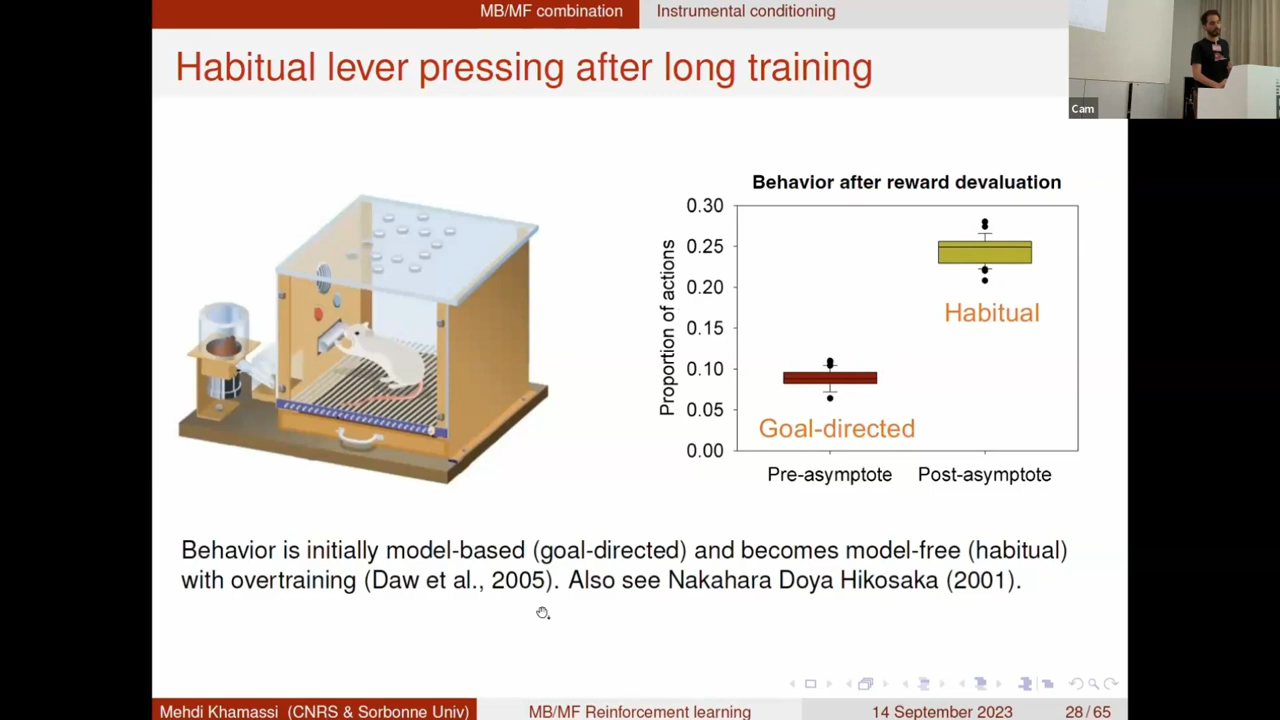 MB/MF combination
Instrumental conditioning
Habitual lever pressing after long training
Cam
Behavior after reward devaluation
0.30
0.25
0.20
0.15
0.10
0.05
0.00
Proportion of actions
Habitual
Goal-directed
Pre-asymptote
Post-asymptote
Behavior is initially model-based (goal-directed) and becomes model-free (habitual)
with overtraining (Daw et al., 2005). Also see Nakahara Doya Hikosaka (2001).
Mehdi Khamassi (CNRS & Sorbonne Univ)
MB/MF Reinforcement learning
14 September 2023
28 / 65